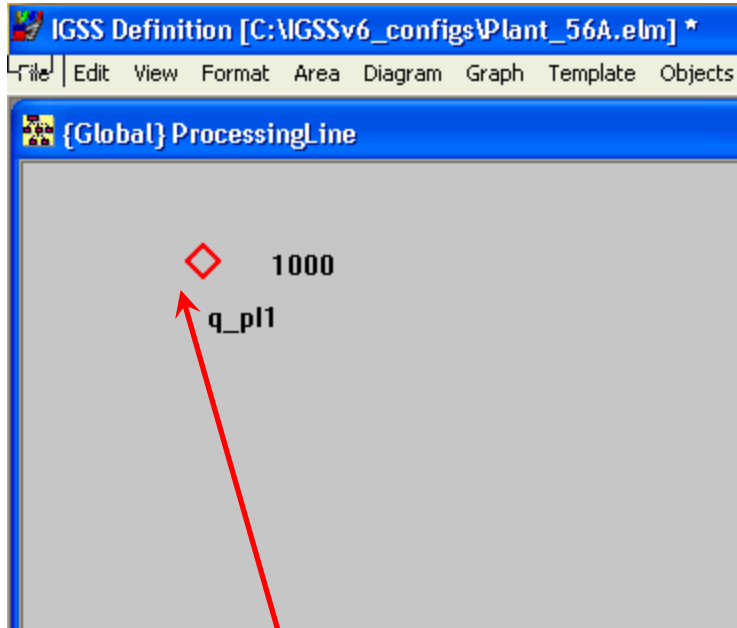 IGSS Definition [C:\IGSSv6_configs\Plant_56A.elm] *
File Edit View Format Area Diagram Graph Template Objects
{Global} ProcessingLine
1000
q_pl1